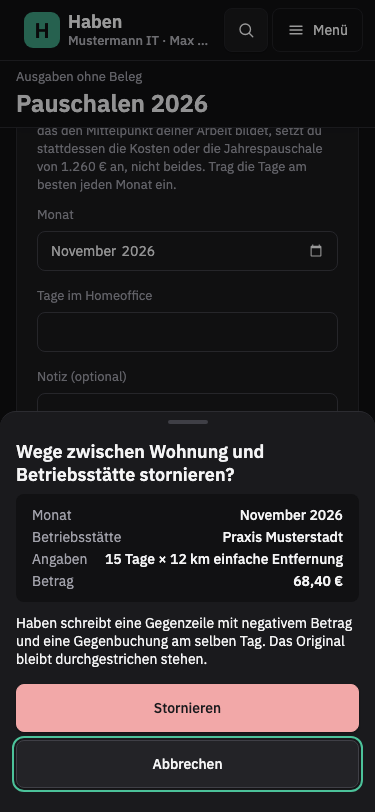 H
Haben
Mustermann IT · Max ...
Menü
Ausgaben ohne Beleg
Pauschalen 2026
das den Mittelpunkt deiner Arbeit bildet, setzt du
stattdessen die Kosten oder die Jahrespauschale
von 1.260 € an, nicht beides. Trag die Tage am
besten jeden Monat ein.
Monat
November 2026
Tage im Homeoffice
Notiz (optional)
Wege zwischen Wohnung und
Betriebsstätte stornieren?
Monat November 2026
Betriebsstätte Praxis Musterstadt
Angaben 15 Tage × 12 km einfache Entfernung
Betrag 68,40 €
Haben schreibt eine Gegenzeile mit negativem Betrag
und eine Gegenbuchung am selben Tag. Das Original
bleibt durchgestrichen stehen.
Stornieren
Abbrechen